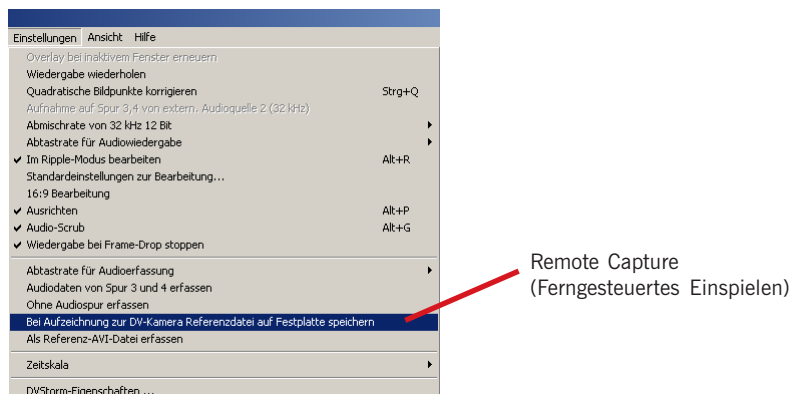 Einstellungen Ansicht Hilfe
Overlay bei inaktivem Fenster erneuern
Wiedergabe wiederholen
Quadratische Bildpunkte korrigieren Strg+Q
Aufnahme auf Spur 3,4 von extern. Audioquelle 2 (32 kHz)
Abmischrate von 32 kHz 12 Bit
Abtastrate für Audiowiedergabe
Im Ripple-Modus bearbeiten Alt+R
Standardeinstellungen zur Bearbeitung...
16:9 Bearbeitung
Ausrichten Alt+P
Audio-Scrub Alt+G
Wiedergabe bei Frame-Drop stoppen
Abtastrate für Audioerfassung
Audiodaten von Spur 3 und 4 erfassen
Ohne Audiospur erfassen
Bei Aufzeichnung zur DV-Kamera Referenzdatei auf Festplatte speichern
Als Referenz-AVI-Datei erfassen
Zeitskala
DVStorm-Eigenschaften ...
Remote Capture
(Ferngesteuertes Einspielen)